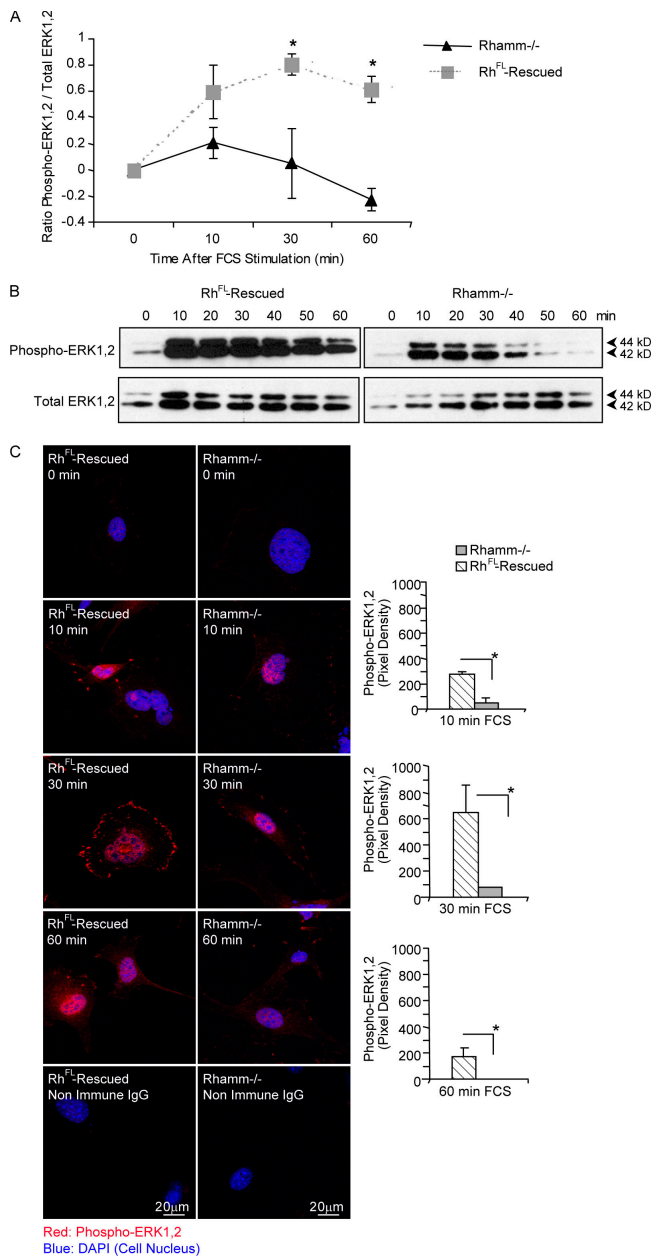 A
Ratio Phospho-ERK1,2 / Total ERK1,2
1
0.8
0.6
0.4
0.2
0
-0.2
-0.4
* *
0 10 30 60
Time After FCS Stimulation (min)
Rhamm-/-
Rh^FL-Rescued
B
Rh^FL-Rescued Rhamm-/-
0 10 20 30 40 50 60 0 10 20 30 40 50 60 min
Phospho-ERK1,2 44 kD
42 kD
Total ERK1,2 44 kD
42 kD
C
Rh^FL-Rescued
0 min
Rhamm-/-
0 min
Rh^FL-Rescued
10 min
Rhamm-/-
10 min
Rh^FL-Rescued
30 min
Rhamm-/-
30 min
Rh^FL-Rescued
60 min
Rhamm-/-
60 min
Rh^FL-Rescued
Non Immune IgG
20µm
Rhamm-/-
Non Immune IgG
20µm
Red: Phospho-ERK1,2
Blue: DAPI (Cell Nucleus)
Rhamm-/-
Rh^FL-Rescued
Phospho-ERK1,2
(Pixel Density)
1000
800
600
400
200
0
*
10 min FCS
Phospho-ERK1,2
(Pixel Density)
1000
800
600
400
200
0
*
30 min FCS
Phospho-ERK1,2
(Pixel Density)
1000
800
600
400
200
0
*
60 min FCS